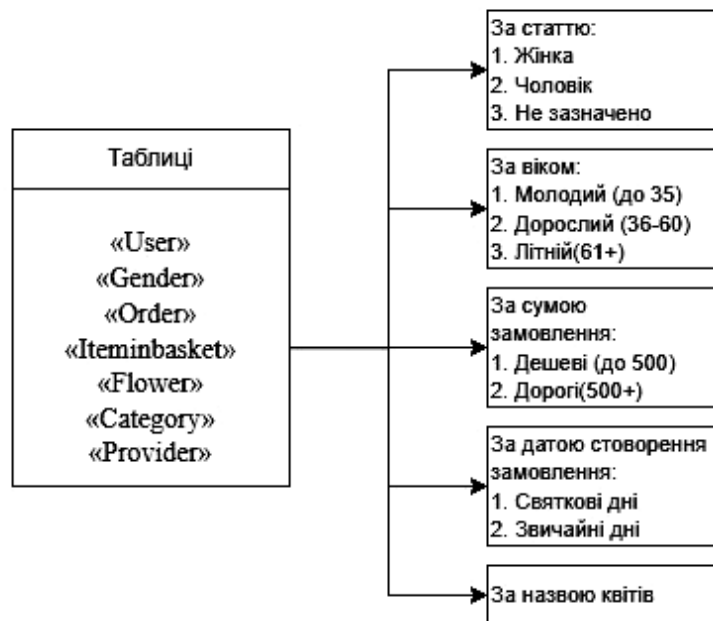 Таблиці
«User»
«Gender»
«Order»
«Iteminbasket»
«Flower»
«Category»
«Provider»
За статтю:
1. Жінка
2. Чоловік
3. Не зазначено
За віком:
1. Молодий (до 35)
2. Дорослий (36-60)
3. Літній(61+)
За сумою
замовлення:
1. Дешеві (до 500)
2. Дорогі(500+)
За датою стоворення
замовлення:
1. Святкові дні
2. Звичайні дні
За назвою квітів